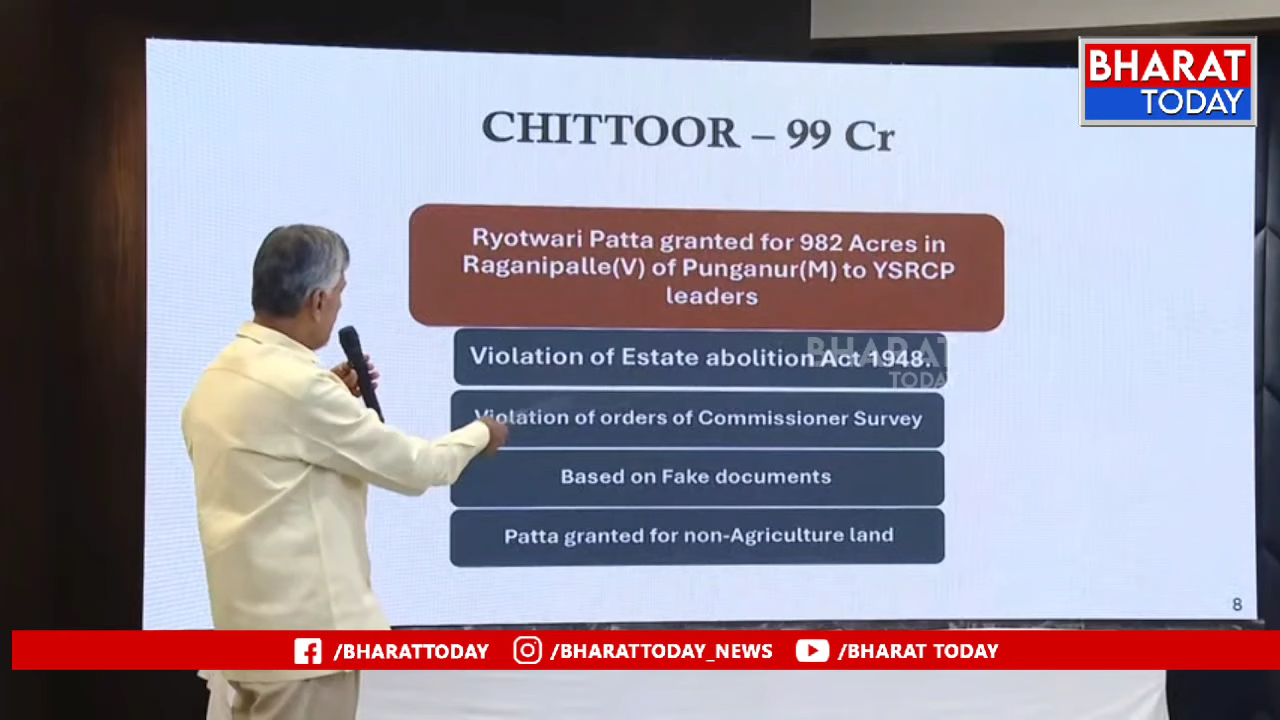 BHARAT
TODAY
CHITTOOR – 99 Cr
Ryotwari Patta granted for 982 Acres in
Raganipalle(V) of Punganur(M) to YSRCP
leaders
Violation of Estate abolition Act 1948.
BHARAT
TODAY
Violation of orders of Commissioner Survey
Based on Fake documents
Patta granted for non-Agriculture land
8
/BHARATTODAY
/BHARATTODAY_NEWS
/BHARAT TODAY